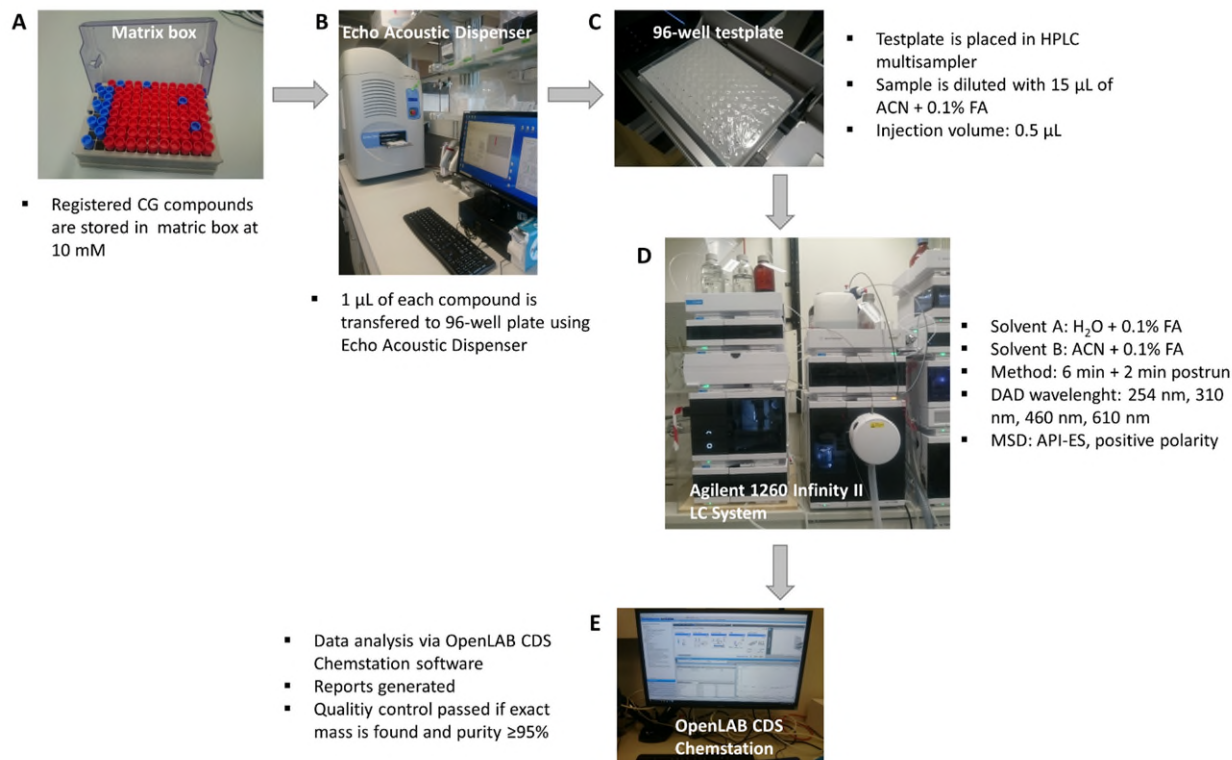 A
Matrix box
▪ Registered CG compounds
are stored in matric box at
10 mM
B
Echo Acoustic Dispenser
▪ 1 µL of each compound is
transfered to 96-well plate using
Echo Acoustic Dispenser
C
96-well testplate
▪ Testplate is placed in HPLC
multisampler
▪ Sample is diluted with 15 µL of
ACN + 0.1% FA
▪ Injection volume: 0.5 µL
D
Agilent 1260 Infinity II
LC System
▪ Solvent A: H₂O + 0.1% FA
▪ Solvent B: ACN + 0.1% FA
▪ Method: 6 min + 2 min postrun
▪ DAD wavelenght: 254 nm, 310
nm, 460 nm, 610 nm
▪ MSD: API-ES, positive polarity
E
OpenLAB CDS
Chemstation
▪ Data analysis via OpenLAB CDS
Chemstation software
▪ Reports generated
▪ Qualitiy control passed if exact
mass is found and purity ≥95%